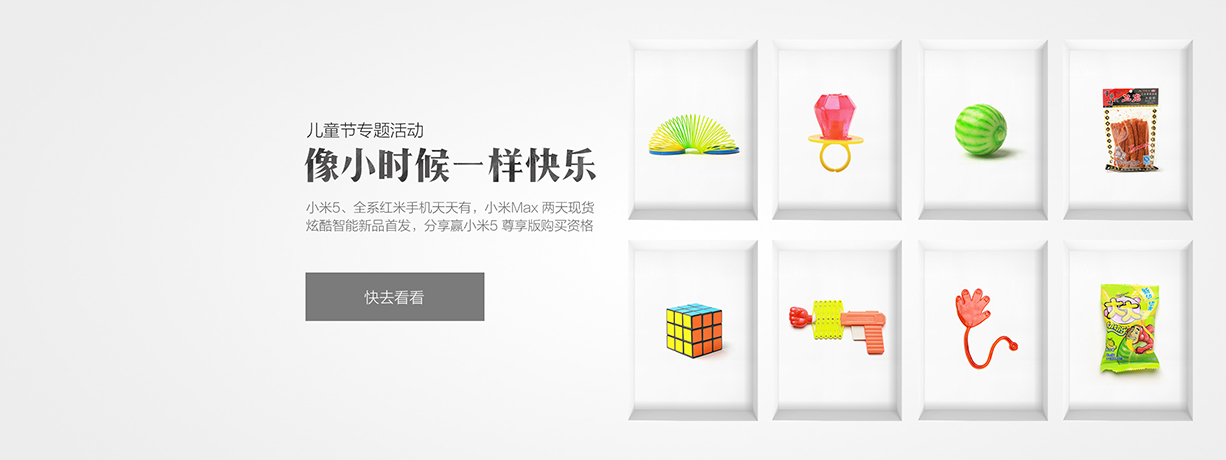 儿童节专题活动
像小时候一样快乐
小米5、全系红米手机天天有，小米Max 两天现货
炫酷智能新品首发，分享赢小米5 尊享版购买资格
快去看看
大大